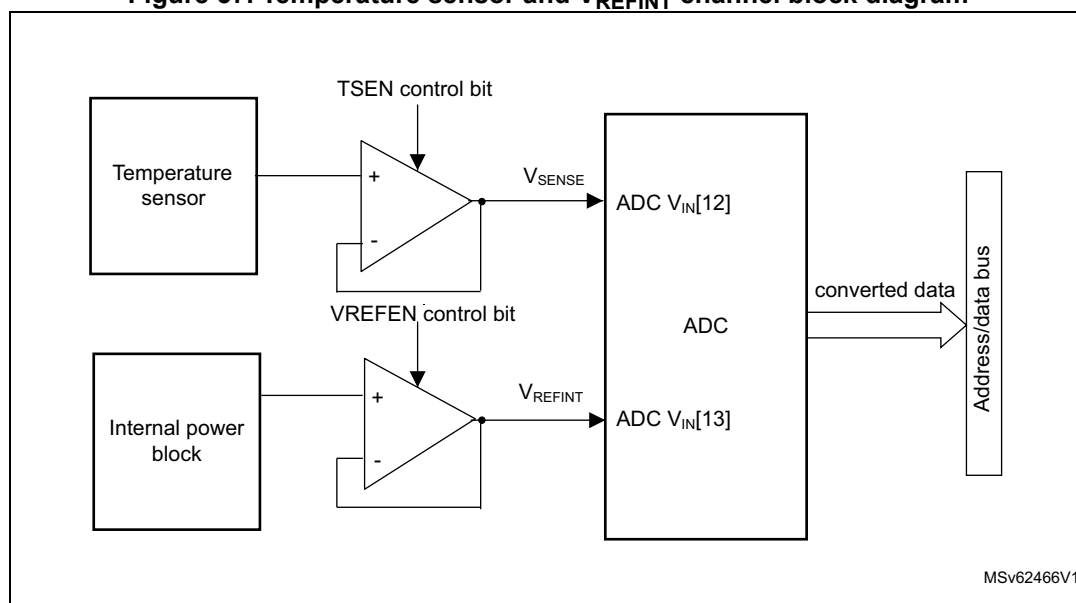 TSEN control bit
Temperature
sensor
+
-
VSENSE
ADC VIN[12]
VREFEN control bit
Internal power
block
+
-
VREFINT
ADC VIN[13]
ADC
converted data
Address/data bus
MSv62466V1